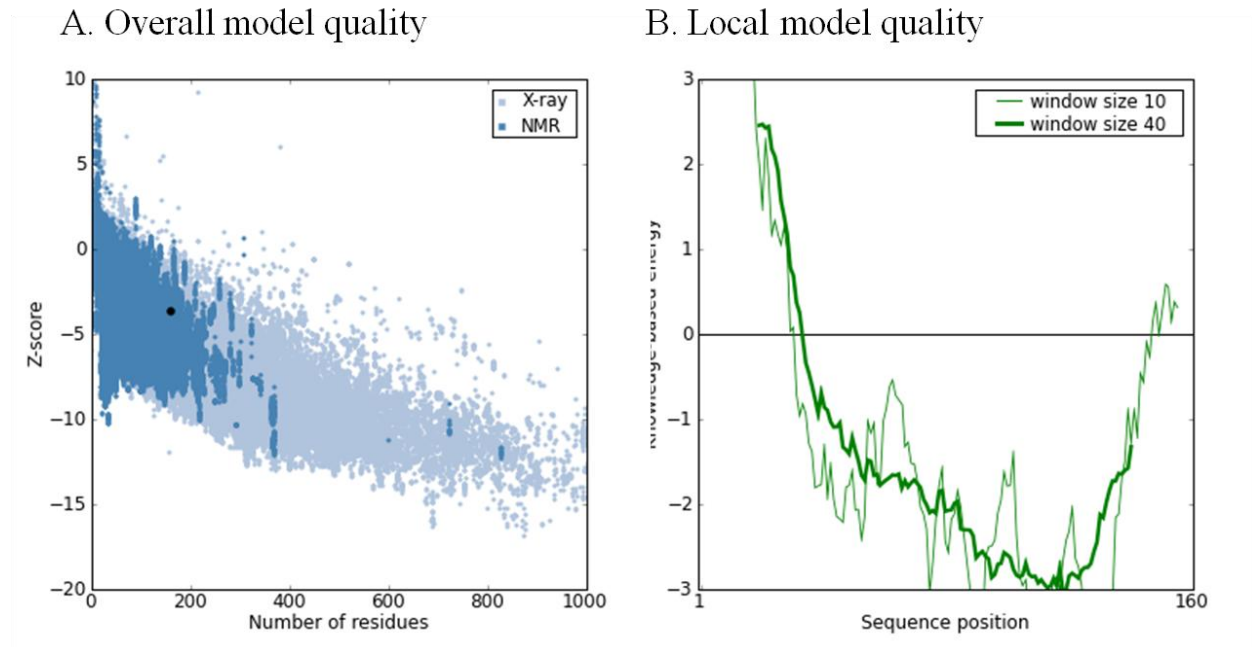 A. Overall model quality
B. Local model quality
10
5
0
−5
−10
−15
−20
Z-score
X-ray
NMR
0
200
400
600
800
1000
Number of residues
3
2
1
0
−1
−2
−3
window size 10
window size 40
1
160
Sequence position